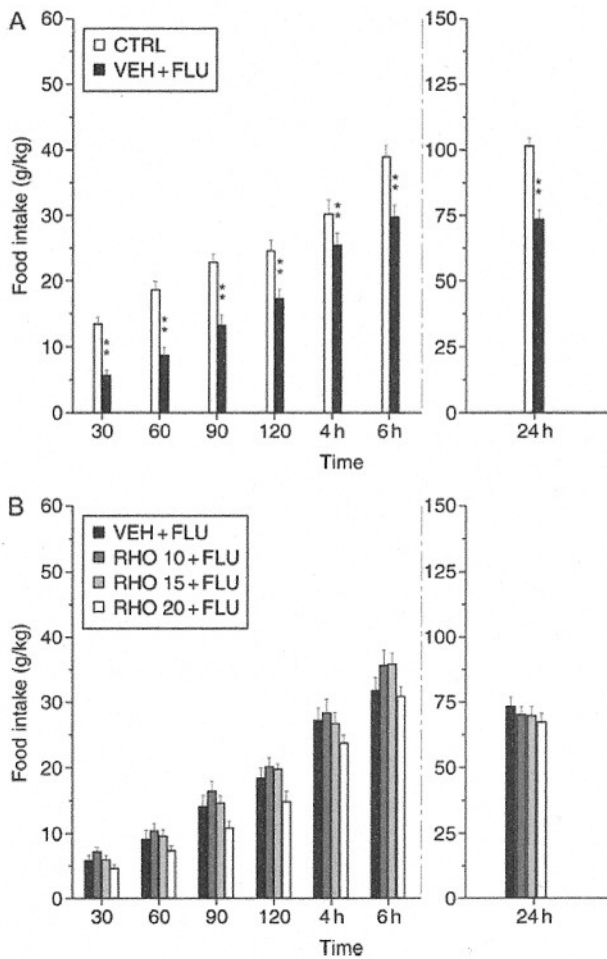 A
60
50
40
30
20
10
0
Food intake (g/kg)
CTRL
VEH+FLU
**
**
**
**
**
**
30
60
90
120
4 h
6 h
Time
150
125
100
75
50
25
0
**
24 h
B
60
50
40
30
20
10
0
Food intake (g/kg)
VEH+FLU
RHO 10+FLU
RHO 15+FLU
RHO 20+FLU
30
60
90
120
4 h
6 h
Time
150
125
100
75
50
25
0
24 h